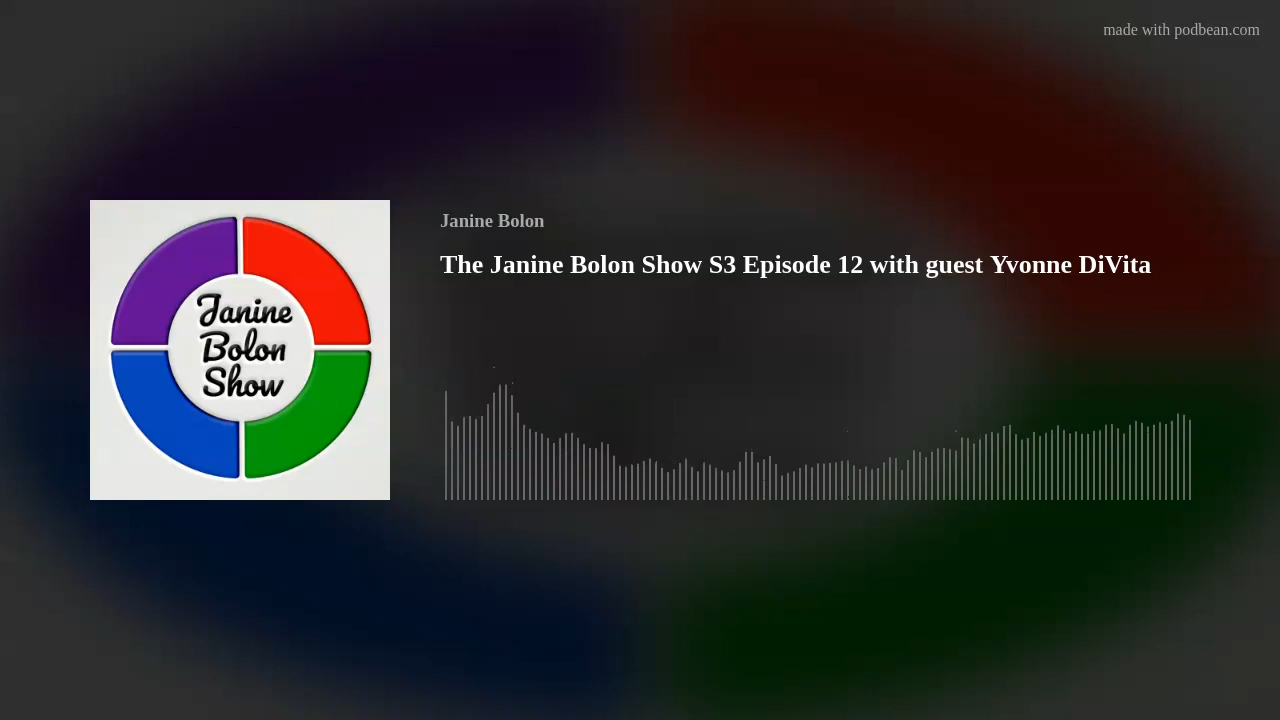 made with podbean.com
Janine Bolon
The Janine Bolon Show S3 Episode 12 with guest Yvonne DiVita
Janine
Bolon
Show